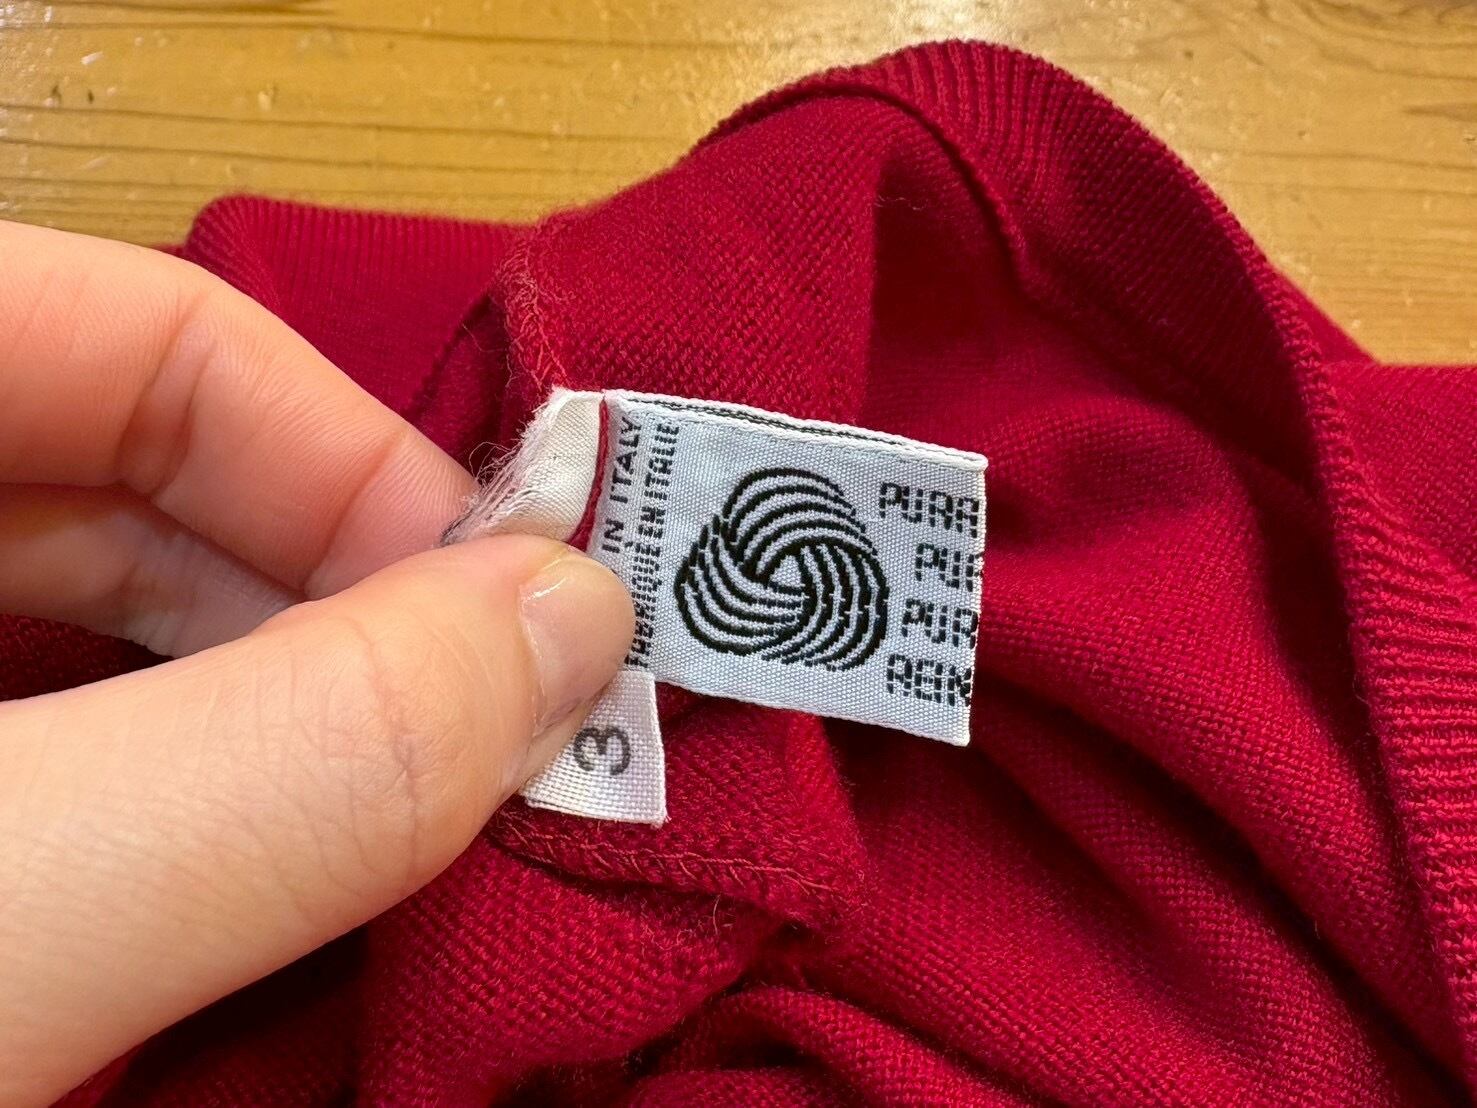 IN ITALY
FABRIQUÉ EN ITALIE
PURA
PUR
PUR
REIN
3